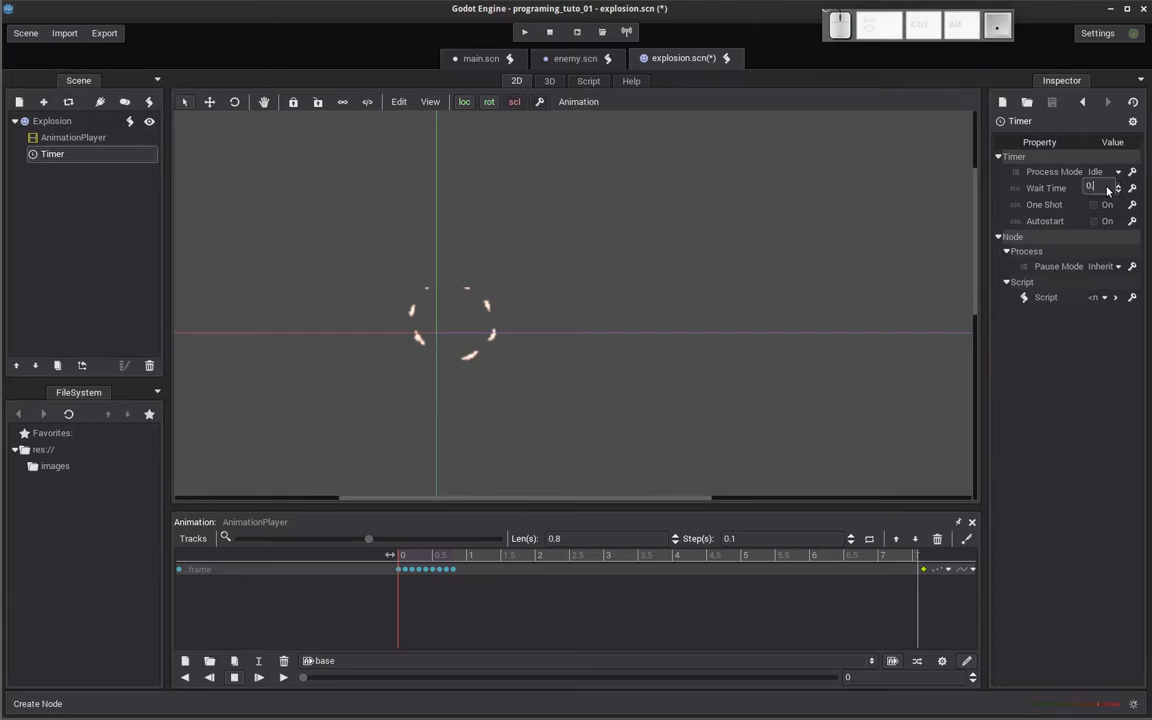 Godot Engine - programing_tuto_01 - explosion.scn (*)
Scene Import Export
Ctrl Alt
Settings
main.scn enemy.scn explosion.scn(*)
Scene 2D 3D Script Help Inspector
Edit View loc rot scl Animation
Explosion
AnimationPlayer
Timer
Timer
Property Value
Timer
Process Mode Idle
Wait Time 0.
One Shot On
Autostart On
Node
Process
Pause Mode Inherit
Script
Script <n
FileSystem
Favorites:
res://
images
Animation: AnimationPlayer
Tracks Len(s): 0.8 Step(s): 0.1
0 0.5 1 1.5 2 2.5 3 3.5 4 4.5 5 5.5 6 6.5 7
:frame
base
0
Create Node